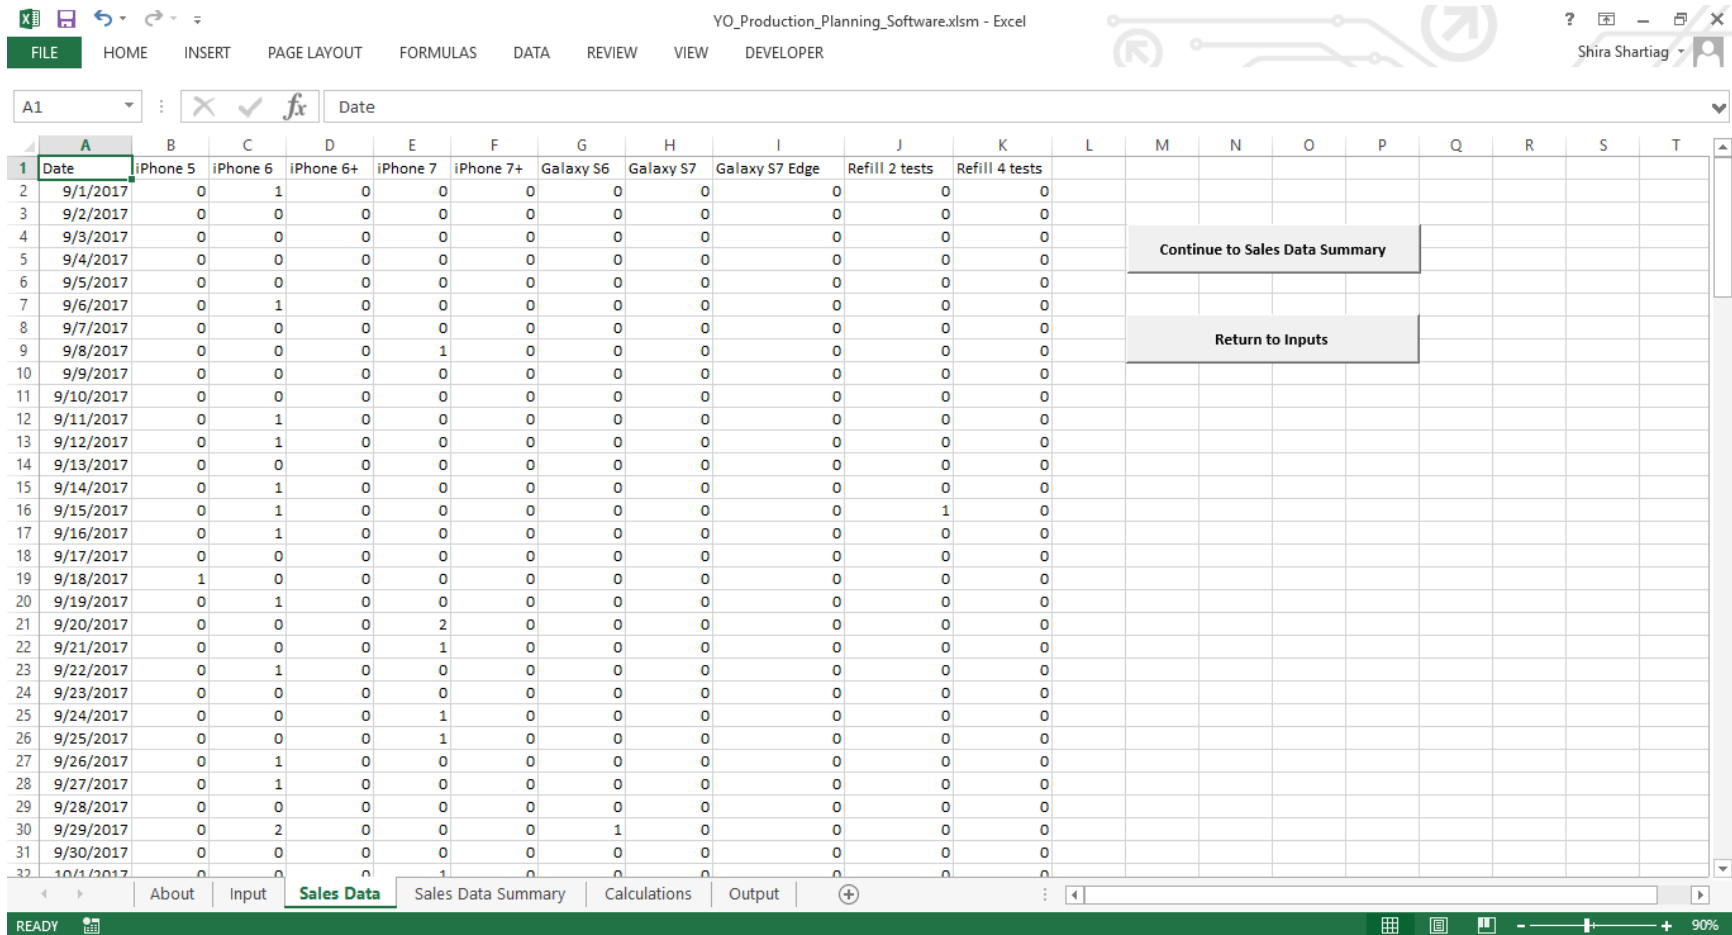 YO_Production_Planning_Software.xlsm - Excel
?
FILE HOME INSERT PAGE LAYOUT FORMULAS DATA REVIEW VIEW DEVELOPER
Shira Shartiag
A1 fx Date
A B C D E F G H I J K L M N O P Q R S T
1 Date iPhone 5 iPhone 6 iPhone 6+ iPhone 7 iPhone 7+ Galaxy S6 Galaxy S7 Galaxy S7 Edge Refill 2 tests Refill 4 tests
2 9/1/2017 0 1 0 0 0 0 0 0 0 0
3 9/2/2017 0 0 0 0 0 0 0 0 0 0
4 9/3/2017 0 0 0 0 0 0 0 0 0 0
Continue to Sales Data Summary
5 9/4/2017 0 0 0 0 0 0 0 0 0 0
6 9/5/2017 0 0 0 0 0 0 0 0 0 0
7 9/6/2017 0 1 0 0 0 0 0 0 0 0
8 9/7/2017 0 0 0 0 0 0 0 0 0 0
Return to Inputs
9 9/8/2017 0 0 0 1 0 0 0 0 0 0
10 9/9/2017 0 0 0 0 0 0 0 0 0 0
11 9/10/2017 0 0 0 0 0 0 0 0 0 0
12 9/11/2017 0 1 0 0 0 0 0 0 0 0
13 9/12/2017 0 1 0 0 0 0 0 0 0 0
14 9/13/2017 0 0 0 0 0 0 0 0 0 0
15 9/14/2017 0 1 0 0 0 0 0 0 0 0
16 9/15/2017 0 1 0 0 0 0 0 0 1 0
17 9/16/2017 0 1 0 0 0 0 0 0 0 0
18 9/17/2017 0 0 0 0 0 0 0 0 0 0
19 9/18/2017 1 0 0 0 0 0 0 0 0 0
20 9/19/2017 0 1 0 0 0 0 0 0 0 0
21 9/20/2017 0 0 0 2 0 0 0 0 0 0
22 9/21/2017 0 0 0 1 0 0 0 0 0 0
23 9/22/2017 0 1 0 0 0 0 0 0 0 0
24 9/23/2017 0 0 0 0 0 0 0 0 0 0
25 9/24/2017 0 0 0 1 0 0 0 0 0 0
26 9/25/2017 0 0 0 1 0 0 0 0 0 0
27 9/26/2017 0 1 0 0 0 0 0 0 0 0
28 9/27/2017 0 1 0 0 0 0 0 0 0 0
29 9/28/2017 0 0 0 0 0 0 0 0 0 0
30 9/29/2017 0 2 0 0 0 1 0 0 0 0
31 9/30/2017 0 0 0 0 0 0 0 0 0 0
32 10/1/2017 0 0 0 1 0 0 0 0 0 0
About Input Sales Data Sales Data Summary Calculations Output
READY
90%